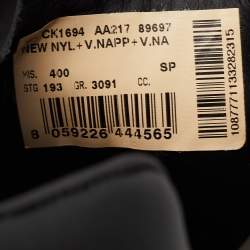 CK1694 AA217 89697
NEW NYL+V.NAPP+V.NA
MIS. 400 SP
STG 193 GR. 3091 CC.
8 059226 444565
1087771133282315